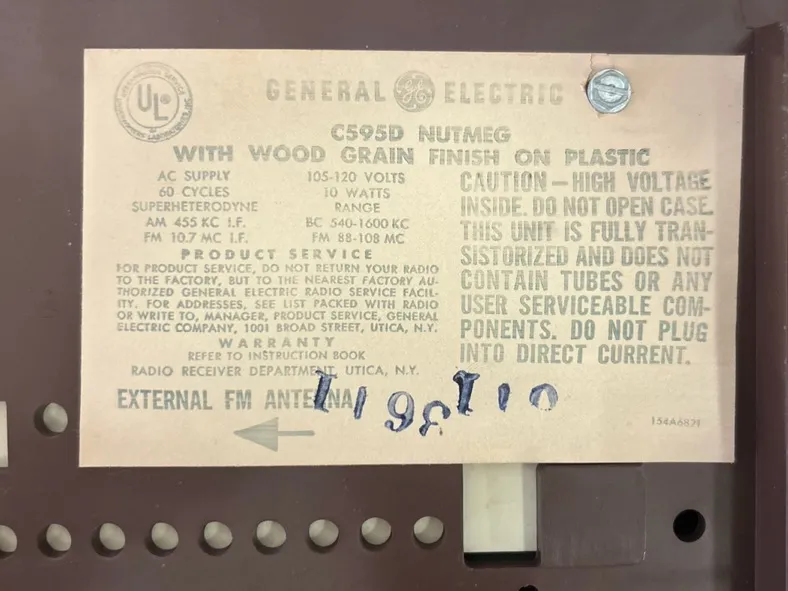 UL®
GENERAL GE ELECTRIC
C595D NUTMEG
WITH WOOD GRAIN FINISH ON PLASTIC
AC SUPPLY 105-120 VOLTS
60 CYCLES 10 WATTS
SUPERHETERODYNE RANGE
AM 455 KC I.F. BC 540-1600 KC
FM 10.7 MC I.F. FM 88-108 MC
PRODUCT SERVICE
FOR PRODUCT SERVICE, DO NOT RETURN YOUR RADIO
TO THE FACTORY, BUT TO THE NEAREST FACTORY AU-
THORIZED GENERAL ELECTRIC RADIO SERVICE FACIL-
ITY. FOR ADDRESSES, SEE LIST PACKED WITH RADIO
OR WRITE TO, MANAGER, PRODUCT SERVICE, GENERAL
ELECTRIC COMPANY, 1001 BROAD STREET, UTICA, N.Y.
WARRANTY
REFER TO INSTRUCTION BOOK
RADIO RECEIVER DEPARTMENT, UTICA, N.Y.
EXTERNAL FM ANTENNA
CAUTION—HIGH VOLTAGE
INSIDE. DO NOT OPEN CASE.
THIS UNIT IS FULLY TRAN-
SISTORIZED AND DOES NOT
CONTAIN TUBES OR ANY
USER SERVICEABLE COM-
PONENTS. DO NOT PLUG
INTO DIRECT CURRENT.
154A6821